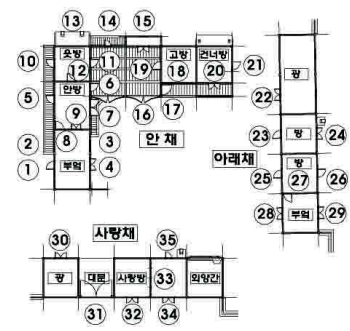 13 14 15
10 웃방 11 고방 건너방 21
12 19 18 20
5 안방 6
9 7 16 17
2 8 3 안채
1 부엌 4
광
22
아래채
23 방 24
방
25 27 26
28 부엌 29
사랑채
30 35
광 대문 사랑방 33 외양간
31 32 34